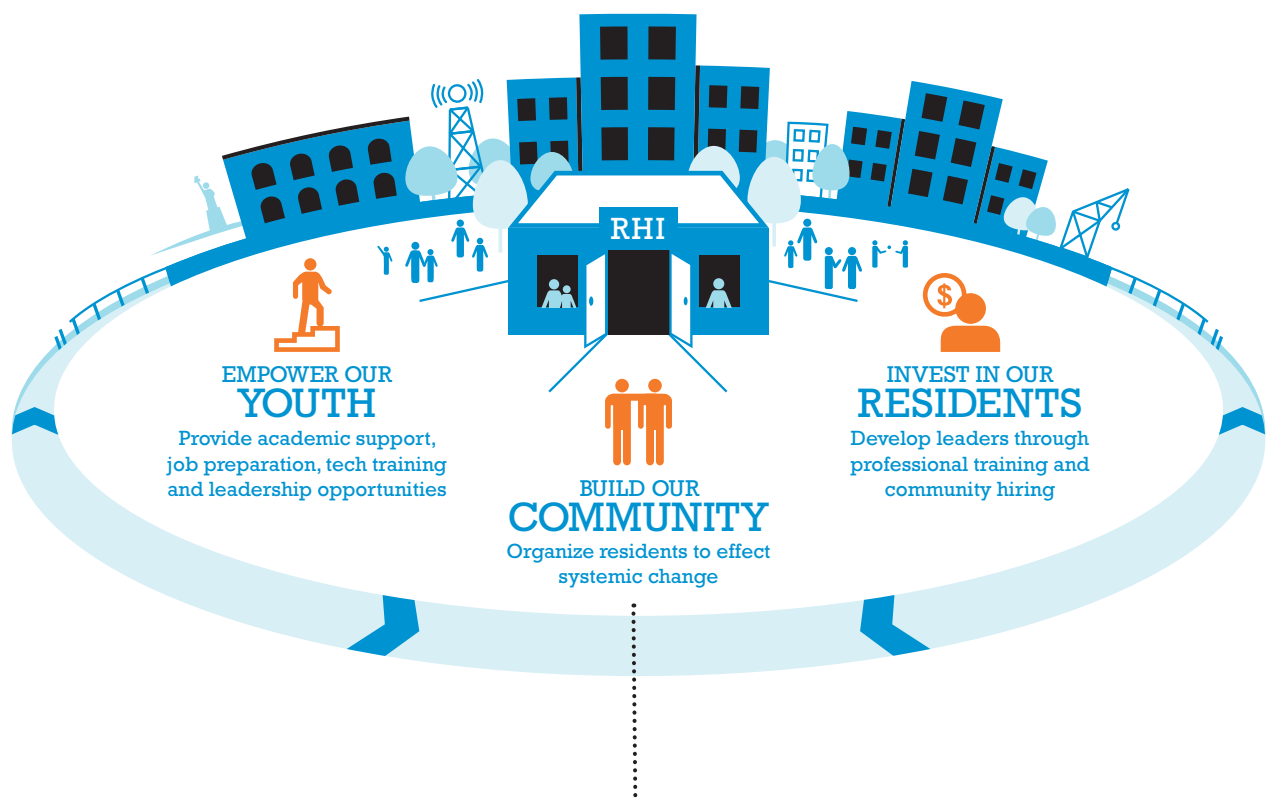 RHI
EMPOWER OUR
YOUTH
Provide academic support,
job preparation, tech training
and leadership opportunities
BUILD OUR
COMMUNITY
Organize residents to effect
systemic change
$
INVEST IN OUR
RESIDENTS
Develop leaders through
professional training and
community hiring